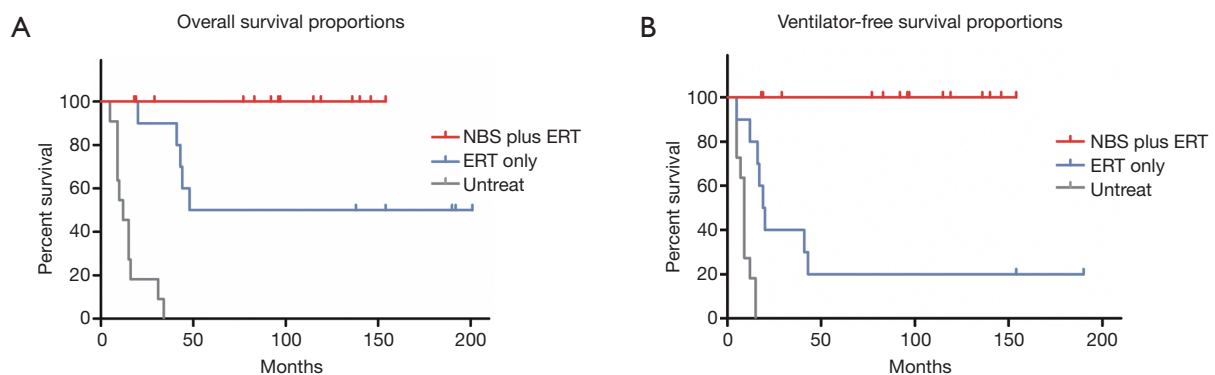 A
Overall survival proportions
Percent survival
100
80
60
40
20
0
0
50
100
150
200
Months
NBS plus ERT
ERT only
Untreat
B
Ventilator-free survival proportions
Percent survival
100
80
60
40
20
0
0
50
100
150
200
Months
NBS plus ERT
ERT only
Untreat